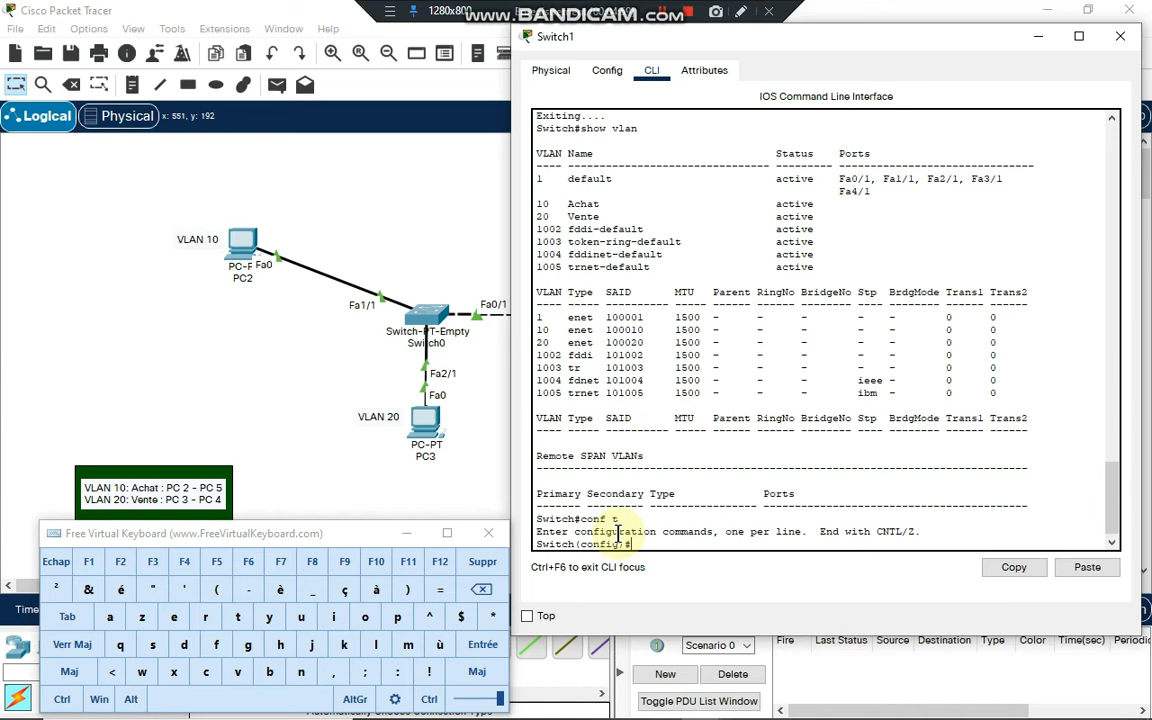 Cisco Packet Tracer
1280x800
www.BANDICAM.com
File Edit Options View Tools Extensions Window Help
Logical
Physical
x: 551, y: 192
VLAN 10
Fa0
PC2
Fa1/1
Fa0/1
Switch-PT-Empty
Switch0
Fa2/1
Fa0
VLAN 20
PC-PT
PC3
VLAN 10: Achat : PC 2 - PC 5
VLAN 20: Vente : PC 3 - PC 4
Switch1
Physical Config CLI Attributes
IOS Command Line Interface
Exiting....
Switch#show vlan
VLAN Name Status Ports
---- -------------------------------- --------- -------------------------------
1 default active Fa0/1, Fa1/1, Fa2/1, Fa3/1
Fa4/1
10 Achat active
20 Vente active
1002 fddi-default active
1003 token-ring-default active
1004 fddinet-default active
1005 trnet-default active
VLAN Type SAID MTU Parent RingNo BridgeNo Stp BrdgMode Trans1 Trans2
---- ----- ---------- ----- ------ ------ -------- ---- -------- ------ ------
1 enet 100001 1500 - - - - - 0 0
10 enet 100010 1500 - - - - - 0 0
20 enet 100020 1500 - - - - - 0 0
1002 fddi 101002 1500 - - - - - 0 0
1003 tr 101003 1500 - - - - - 0 0
1004 fdnet 101004 1500 - - - ieee - 0 0
1005 trnet 101005 1500 - - - ibm - 0 0
VLAN Type SAID MTU Parent RingNo BridgeNo Stp BrdgMode Trans1 Trans2
---- ----- ---------- ----- ------ ------ -------- ---- -------- ------ ------
Remote SPAN VLANs
------------------------------------------------------------------------------
Primary Secondary Type Ports
------- --------- ----------------- ------------------------------------------
Switch#conf t
Enter configuration commands, one per line. End with CNTL/Z.
Switch(config)#
Ctrl+F6 to exit CLI focus
Copy
Paste
Top
Free Virtual Keyboard (www.FreeVirtualKeyboard.com)
Echap F1 F2 F3 F4 F5 F6 F7 F8 F9 F10 F11 F12 Suppr
² & é " ' ( - è _ ç à ) =
Tab a z e r t y u i o p ^ $ *
Verr Maj q s d f g h j k l m ù Entrée
Maj < w x c v b n , ; : ! Maj
Ctrl Win Alt AltGr Ctrl
Time
Scenario 0
New
Delete
Toggle PDU List Window
Fire Last Status Source Destination Type Color Time(sec) Periodic